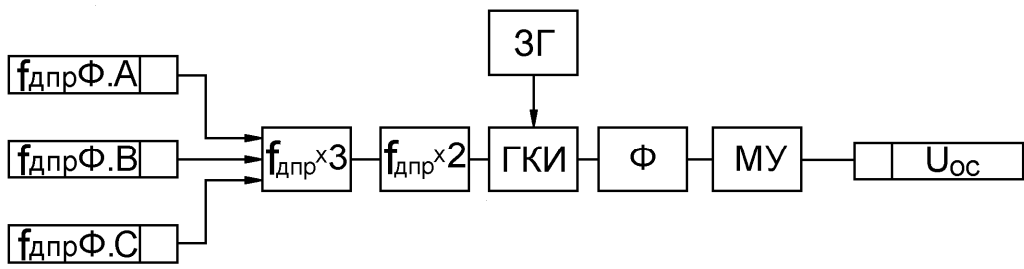 ЗГ
fдпрФ.А
fдпрФ.В
fдпрФ.С
fдпрх3
fдпрх2
ГКИ
Ф
МУ
Uос